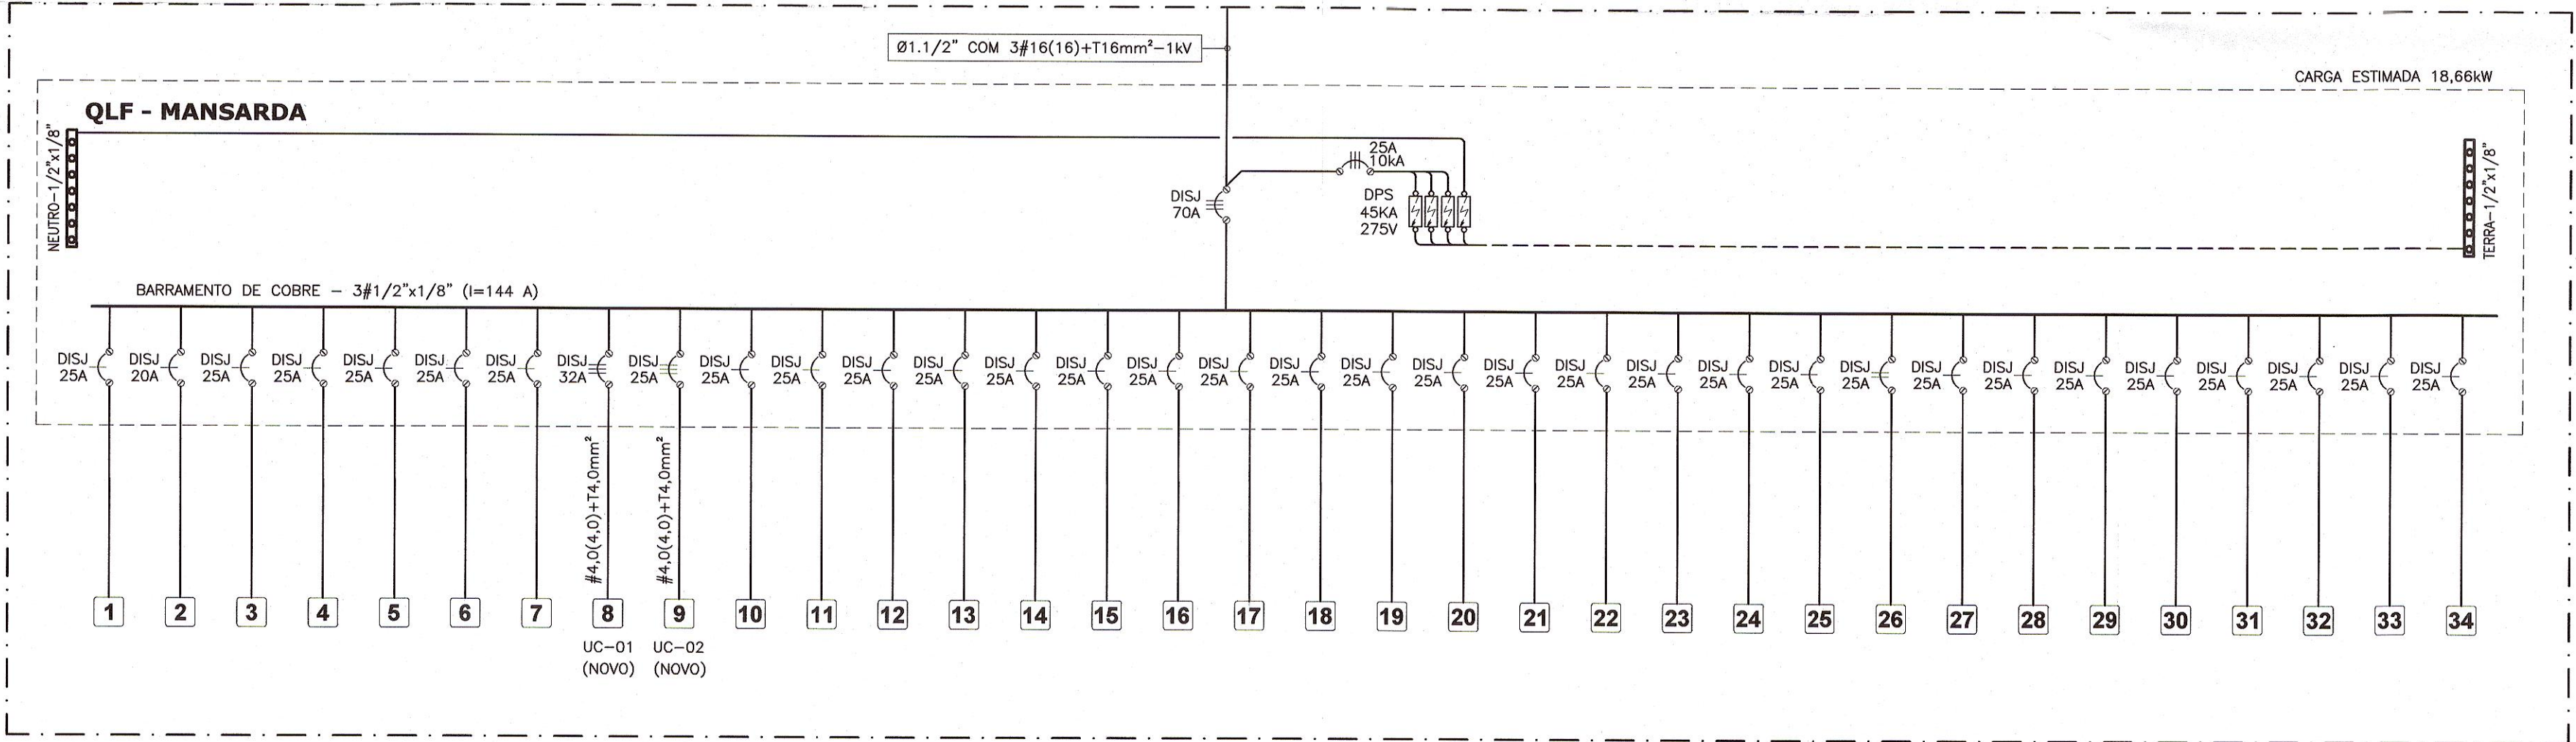 Ø1.1/2" COM 3#16(16)+T16mm²-1kV
CARGA ESTIMADA 18,66kW
QLF - MANSARDA
NEUTRO-1/2"x1/8"
25A
10kA
DISJ
70A
DPS
45KA
275V
TERRA-1/2"x1/8"
BARRAMENTO DE COBRE - 3#1/2"x1/8" (I=144 A)
DISJ DISJ DISJ DISJ DISJ DISJ DISJ DISJ DISJ DISJ DISJ DISJ DISJ DISJ DISJ DISJ DISJ DISJ DISJ DISJ DISJ DISJ DISJ DISJ DISJ DISJ DISJ DISJ DISJ DISJ DISJ DISJ DISJ DISJ
25A 20A 25A 25A 25A 25A 25A 32A 25A 25A 25A 25A 25A 25A 25A 25A 25A 25A 25A 25A 25A 25A 25A 25A 25A 25A 25A 25A 25A 25A 25A 25A 25A 25A
#4,0(4,0)+T4,0mm²
#4,0(4,0)+T4,0mm²
1 2 3 4 5 6 7 8 9 10 11 12 13 14 15 16 17 18 19 20 21 22 23 24 25 26 27 28 29 30 31 32 33 34
UC-01 UC-02
(NOVO) (NOVO)